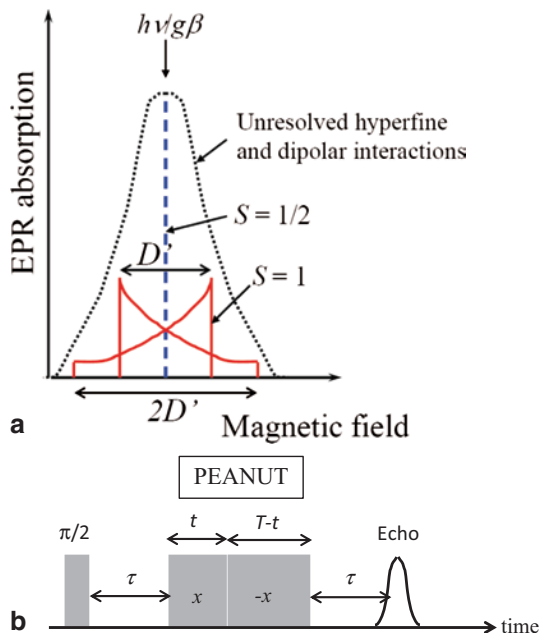 hν/gβ
EPR absorption
Unresolved hyperfine
and dipolar interactions
S = 1/2
D'
S = 1
2D'
a
Magnetic field
PEANUT
π/2
t
T-t
Echo
τ
x
-x
τ
b
time